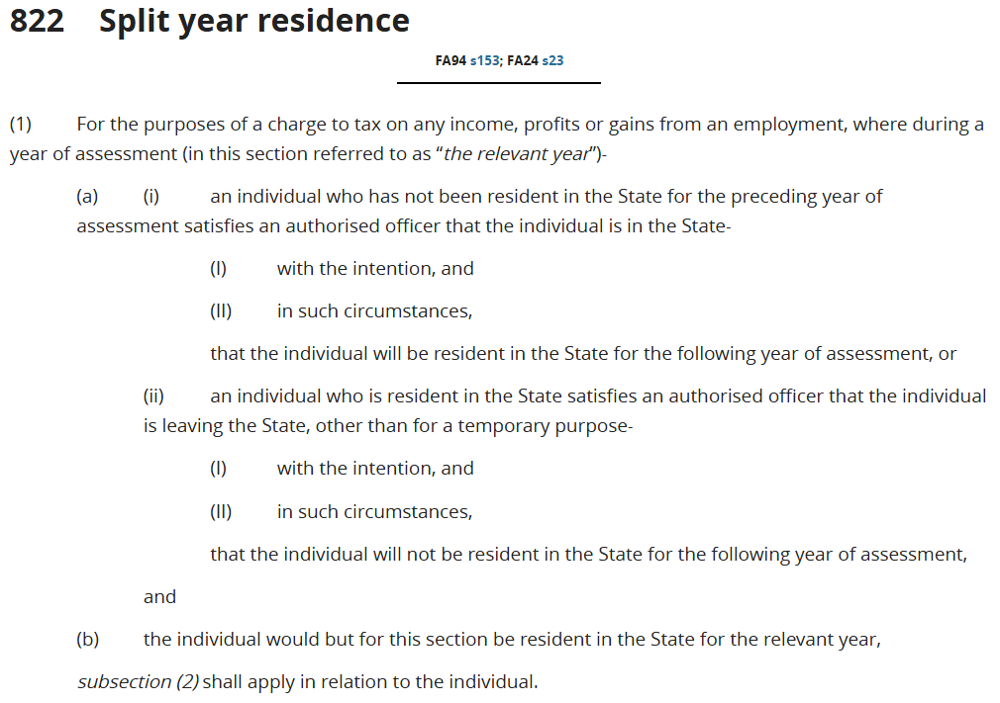 822 Split year residence
FA94 s153; FA24 s23
(1) For the purposes of a charge to tax on any income, profits or gains from an employment, where during a
year of assessment (in this section referred to as “the relevant year”)-
(a) (i) an individual who has not been resident in the State for the preceding year of
assessment satisfies an authorised officer that the individual is in the State-
(I) with the intention, and
(II) in such circumstances,
that the individual will be resident in the State for the following year of assessment, or
(ii) an individual who is resident in the State satisfies an authorised officer that the individual
is leaving the State, other than for a temporary purpose-
(I) with the intention, and
(II) in such circumstances,
that the individual will not be resident in the State for the following year of assessment,
and
(b) the individual would but for this section be resident in the State for the relevant year,
subsection (2) shall apply in relation to the individual.